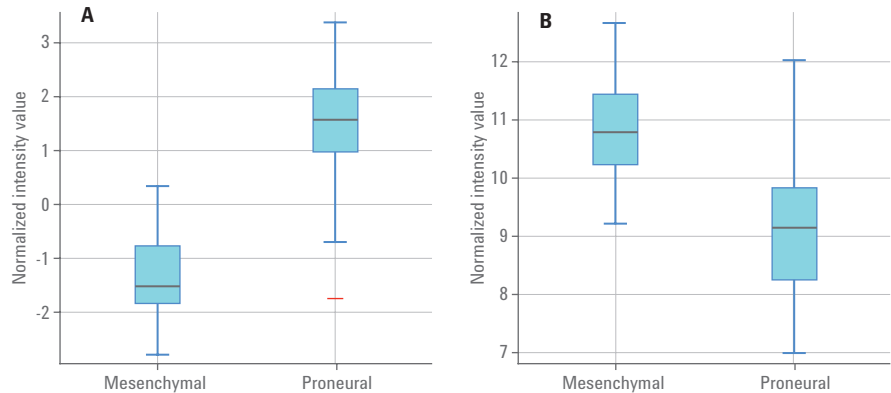 A
Normalized intensity value
3
2
1
0
-1
-2
Mesenchymal
Proneural
B
Normalized intensity value
12
11
10
9
8
7
Mesenchymal
Proneural